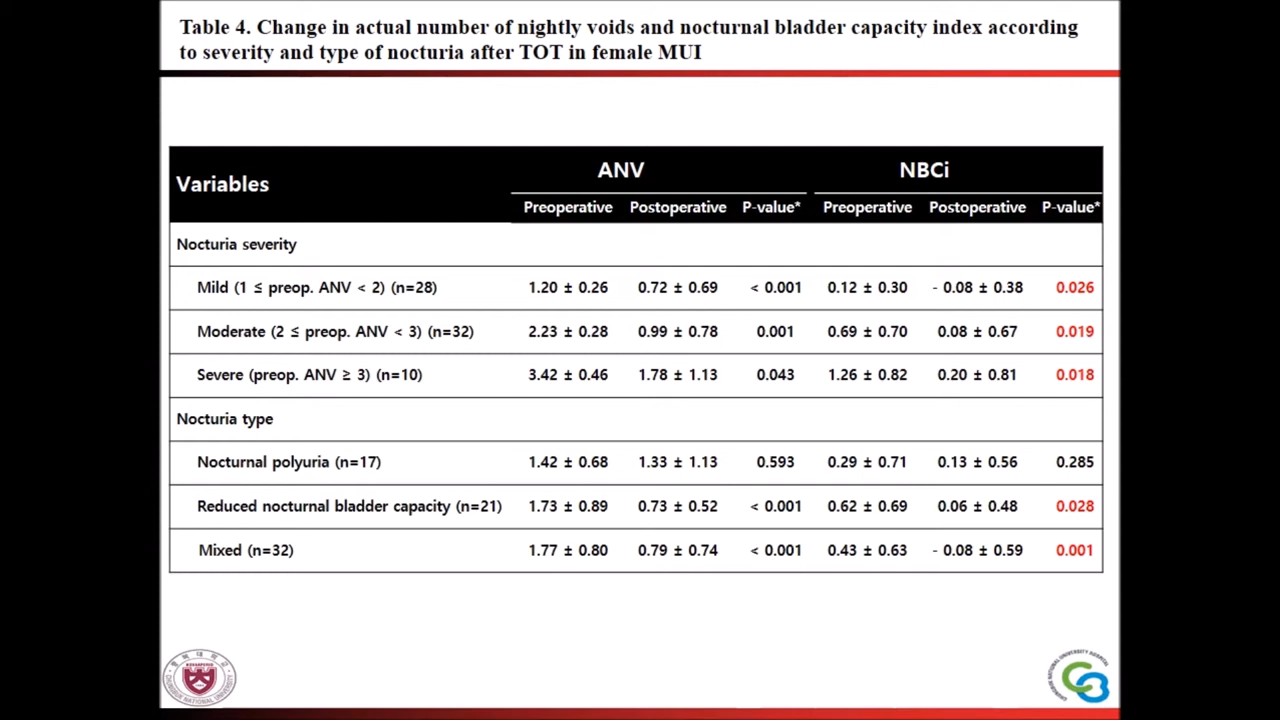 Table 4. Change in actual number of nightly voids and nocturnal bladder capacity index according
to severity and type of nocturia after TOT in female MUI
Variables ANV NBCi
Preoperative Postoperative P-value* Preoperative Postoperative P-value*
Nocturia severity
Mild (1 ≤ preop. ANV < 2) (n=28) 1.20 ± 0.26 0.72 ± 0.69 < 0.001 0.12 ± 0.30 - 0.08 ± 0.38 0.026
Moderate (2 ≤ preop. ANV < 3) (n=32) 2.23 ± 0.28 0.99 ± 0.78 0.001 0.69 ± 0.70 0.08 ± 0.67 0.019
Severe (preop. ANV ≥ 3) (n=10) 3.42 ± 0.46 1.78 ± 1.13 0.043 1.26 ± 0.82 0.20 ± 0.81 0.018
Nocturia type
Nocturnal polyuria (n=17) 1.42 ± 0.68 1.33 ± 1.13 0.593 0.29 ± 0.71 0.13 ± 0.56 0.285
Reduced nocturnal bladder capacity (n=21) 1.73 ± 0.89 0.73 ± 0.52 < 0.001 0.62 ± 0.69 0.06 ± 0.48 0.028
Mixed (n=32) 1.77 ± 0.80 0.79 ± 0.74 < 0.001 0.43 ± 0.63 - 0.08 ± 0.59 0.001